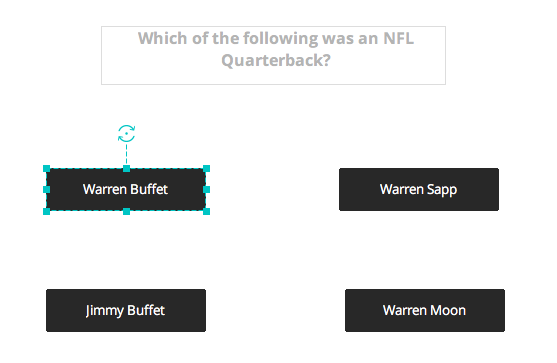 Which of the following was an NFL
Quarterback?
Warren Buffet
Warren Sapp
Jimmy Buffet
Warren Moon